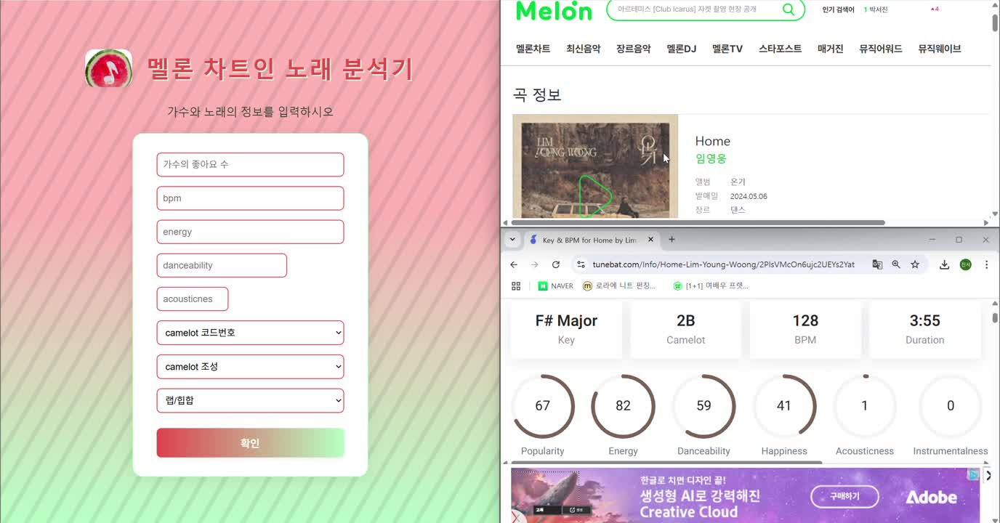 멜론 차트인 노래 분석기
가수와 노래의 정보를 입력하시오
가수의 좋아요 수
bpm
energy
danceability
acousticnes
camelot 코드번호
camelot 조성
랩/힙합
확인
Melon
아르테미스 [Club Icarus] 자켓 촬영 현장 공개
인기 검색어 1 박서진 4
멜론차트 최신음악 장르음악 멜론DJ 멜론TV 스타포스트 매거진 뮤직어워드 뮤직웨이브
곡 정보
LIM
YOUNG WOONG
온기
Home
임영웅
앨범 온기
발매일 2024.05.06
장르 댄스
Key & BPM for Home by Lim
tunebat.com/Info/Home-Lim-Young-Woong/2PlsVMcOn6ujc2UEYs2Yat
진서
NAVER 로라에 니트 펀칭... [1+1] 여배우 프렛...
F# Major 2B 128 3:55
Key Camelot BPM Duration
67 82 59 41 1 0
Popularity Energy Danceability Happiness Acousticness Instrumentalness
한글로 치면 디자인 끝!
생성형 AI로 강력해진
Creative Cloud
구매하기
Adobe
고래